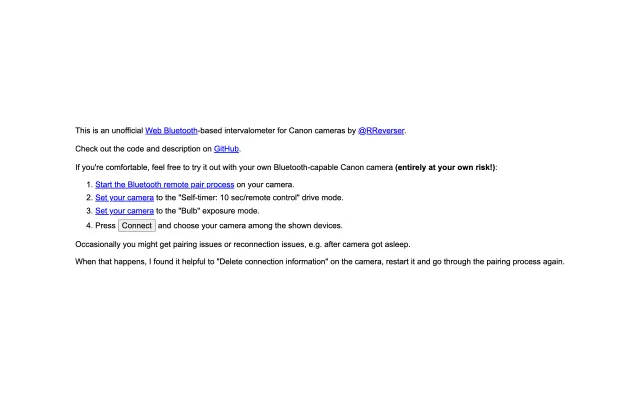 This is an unofficial Web Bluetooth-based intervalometer for Canon cameras by @RReverser.
Check out the code and description on GitHub.
If you're comfortable, feel free to try it out with your own Bluetooth-capable Canon camera (entirely at your own risk!):
1. Start the Bluetooth remote pair process on your camera.
2. Set your camera to the "Self-timer: 10 sec/remote control" drive mode.
3. Set your camera to the "Bulb" exposure mode.
4. Press Connect and choose your camera among the shown devices.
Occasionally you might get pairing issues or reconnection issues, e.g. after camera got asleep.
When that happens, I found it helpful to "Delete connection information" on the camera, restart it and go through the pairing process again.